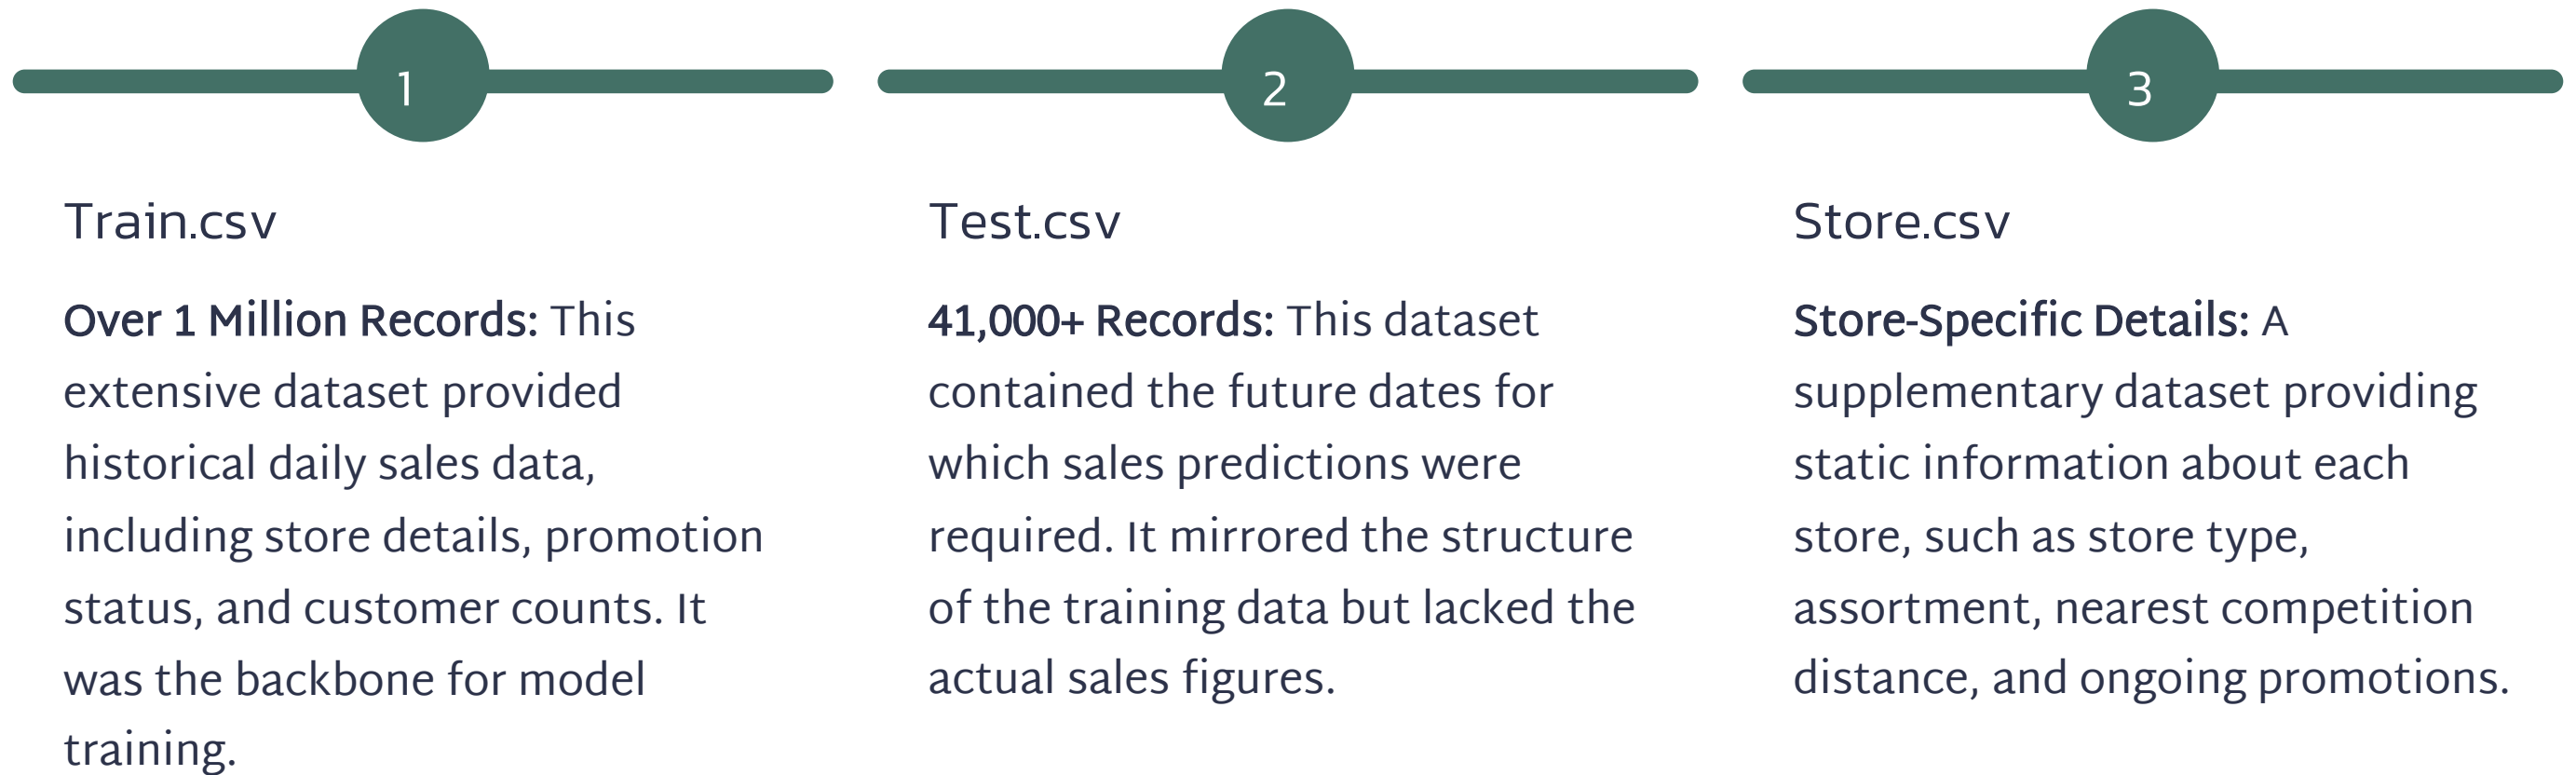 1
Train.csv
Over 1 Million Records: This
extensive dataset provided
historical daily sales data,
including store details, promotion
status, and customer counts. It
was the backbone for model
training.
2
Test.csv
41,000+ Records: This dataset
contained the future dates for
which sales predictions were
required. It mirrored the structure
of the training data but lacked the
actual sales figures.
3
Store.csv
Store-Specific Details: A
supplementary dataset providing
static information about each
store, such as store type,
assortment, nearest competition
distance, and ongoing promotions.